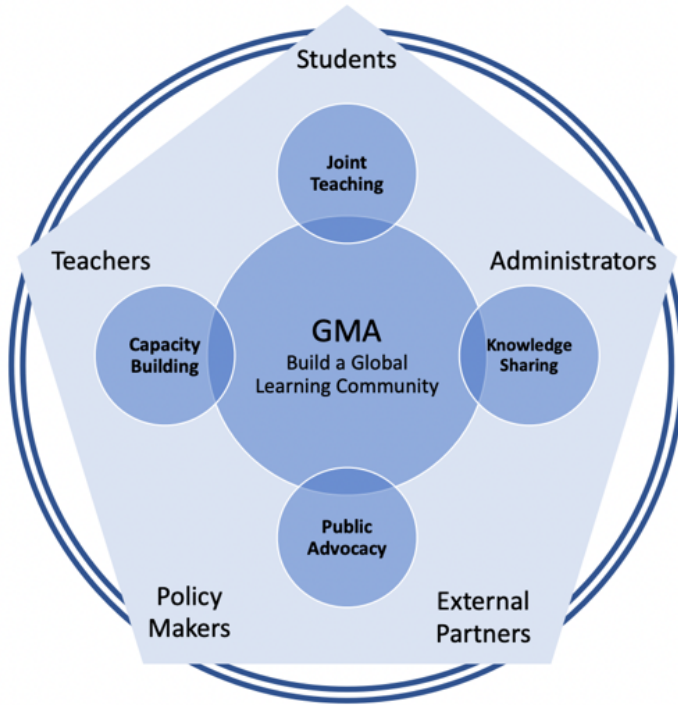 Students
Joint
Teaching
Teachers
Administrators
GMA
Build a Global
Learning Community
Capacity
Building
Knowledge
Sharing
Public
Advocacy
Policy
Makers
External
Partners